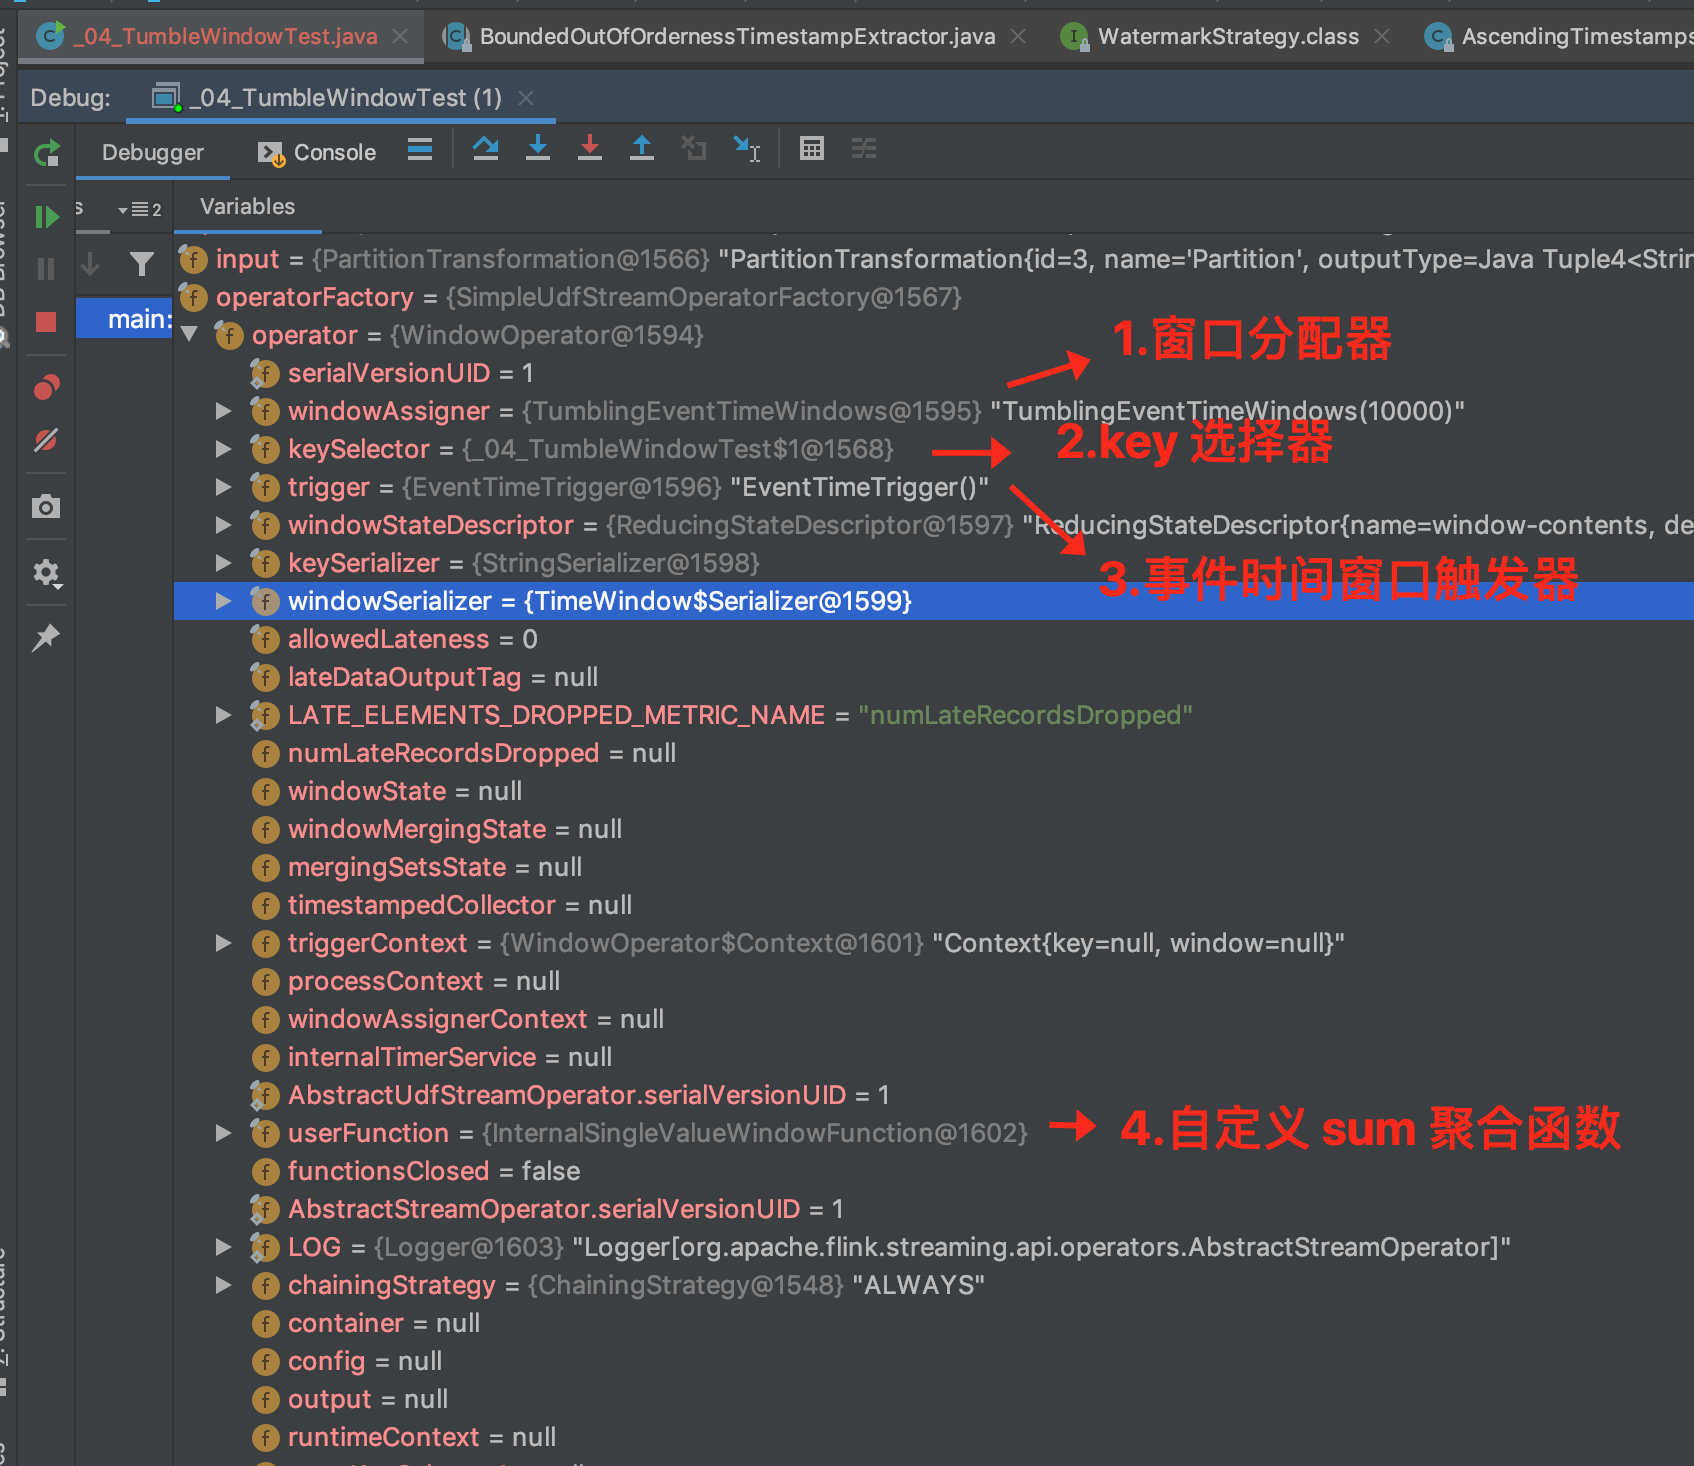 _04_TumbleWindowTest.java
BoundedOutOfOrdernessTimestampExtractor.java
WatermarkStrategy.class
AscendingTimestamps
Debug:
_04_TumbleWindowTest (1)
Debugger
Console
s
2
Variables
main:
input = {PartitionTransformation@1566} "PartitionTransformation{id=3, name='Partition', outputType=Java Tuple4<Strin
operatorFactory = {SimpleUdfStreamOperatorFactory@1567}
operator = {WindowOperator@1594}
1.窗口分配器
serialVersionUID = 1
windowAssigner = {TumblingEventTimeWindows@1595} "TumblingEventTimeWindows(10000)"
keySelector = {_04_TumbleWindowTest$1@1568}
2.key 选择器
trigger = {EventTimeTrigger@1596} "EventTimeTrigger()"
windowStateDescriptor = {ReducingStateDescriptor@1597} "ReducingStateDescriptor{name=window-contents, de
keySerializer = {StringSerializer@1598}
3.事件时间窗口触发器
windowSerializer = {TimeWindow$Serializer@1599}
allowedLateness = 0
lateDataOutputTag = null
LATE_ELEMENTS_DROPPED_METRIC_NAME = "numLateRecordsDropped"
numLateRecordsDropped = null
windowState = null
windowMergingState = null
mergingSetsState = null
timestampedCollector = null
triggerContext = {WindowOperator$Context@1601} "Context{key=null, window=null}"
processContext = null
windowAssignerContext = null
internalTimerService = null
AbstractUdfStreamOperator.serialVersionUID = 1
userFunction = {InternalSingleValueWindowFunction@1602}
4.自定义 sum 聚合函数
functionsClosed = false
AbstractStreamOperator.serialVersionUID = 1
LOG = {Logger@1603} "Logger[org.apache.flink.streaming.api.operators.AbstractStreamOperator]"
chainingStrategy = {ChainingStrategy@1548} "ALWAYS"
container = null
config = null
output = null
runtimeContext = null